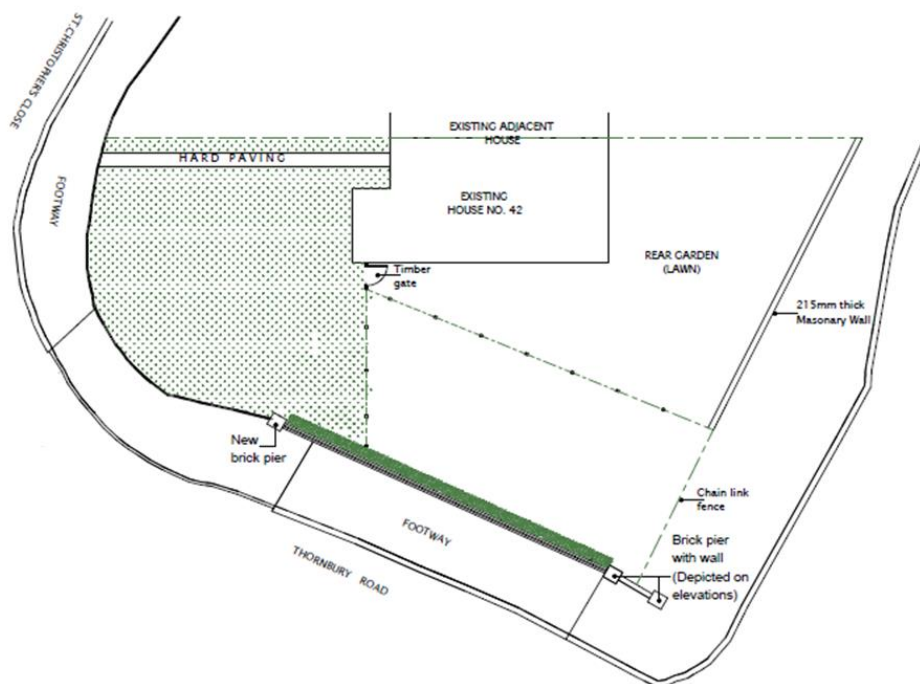 ST.CHRISTOPHERS CLOSE
FOOTWAY
HARD PAVING
EXISTING ADJACENT
HOUSE
EXISTING
HOUSE NO. 42
Timber
gate
REAR GARDEN
(LAWN)
215mm thick
Masonary Wall
New
brick pier
FOOTWAY
THORNBURY ROAD
Chain link
fence
Brick pier
with wall
(Depicted on
elevations)